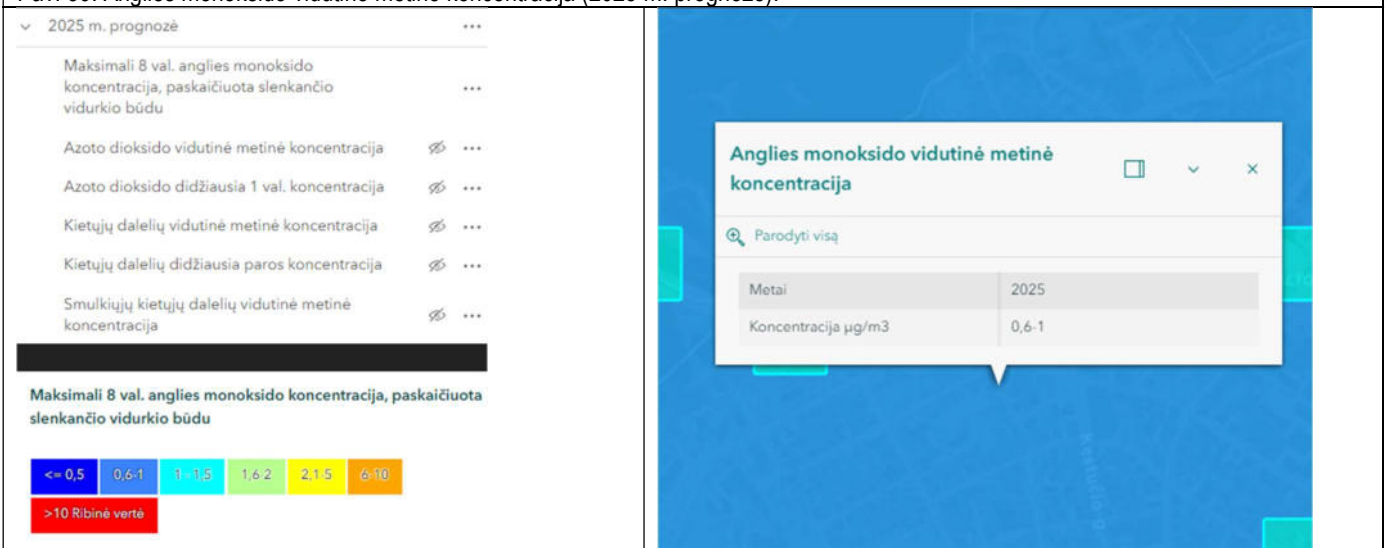 2025 m. prognozė
Maksimali 8 val. anglies monoksido
koncentracija, paskaičiuota slenkančio
vidurkio būdu
Azoto dioksido vidutinė metinė koncentracija
Azoto dioksido didžiausia 1 val. koncentracija
Kietųjų dalelių vidutinė metinė koncentracija
Kietųjų dalelių didžiausia paros koncentracija
Smulkiųjų kietųjų dalelių vidutinė metinė
koncentracija
Maksimali 8 val. anglies monoksido koncentracija, paskaičiuota
slenkančio vidurkio būdu
<= 0,5 0,6-1 1 - 1,5 1,6-2 2,1-5 6-10
>10 Ribinė vertė
Anglies monoksido vidutinė metinė
koncentracija
Parodyti visą
Metai 2025
Koncentracija µg/m3 0,6-1